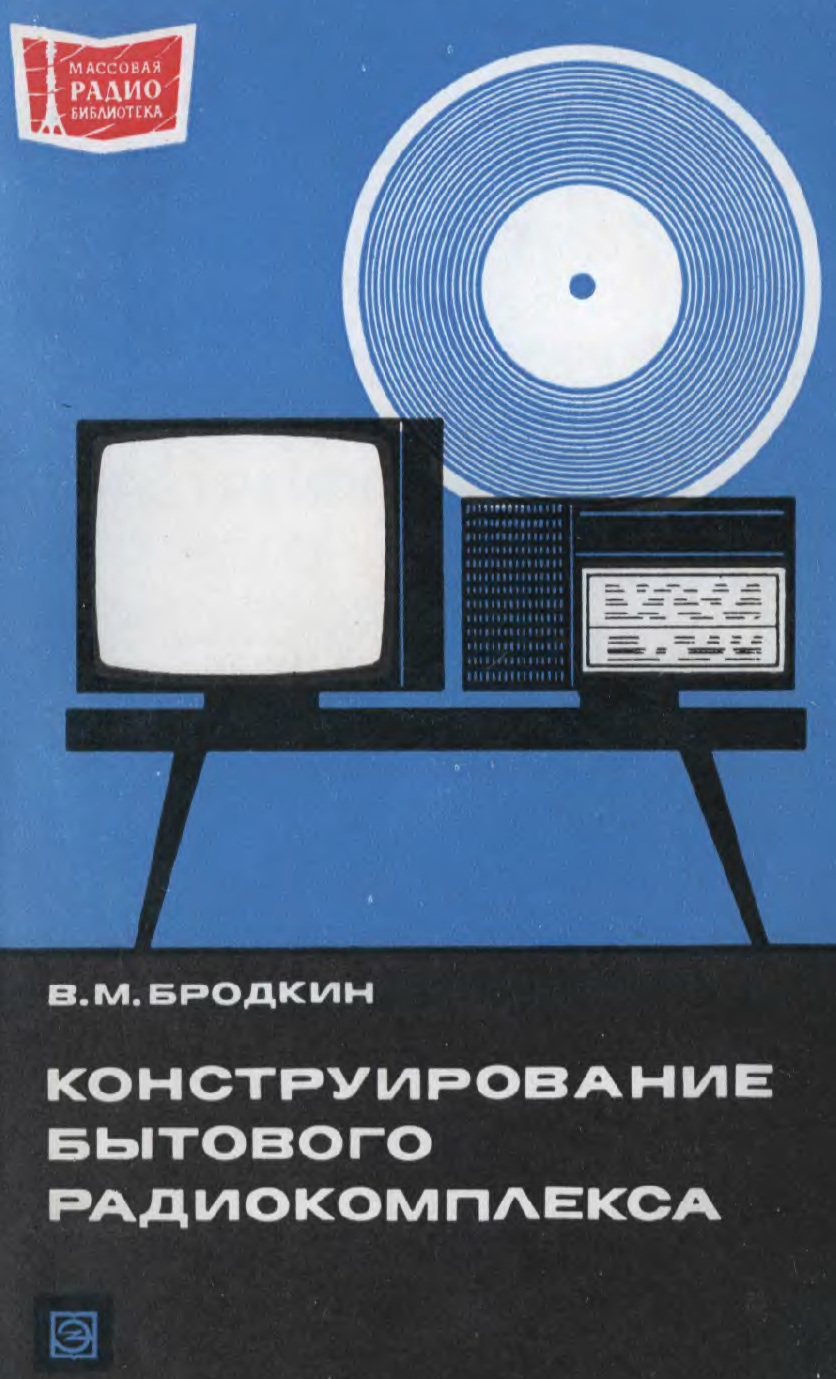 МАССОВАЯ
РАДИО
БИБЛИОТЕКА
В.М.БРОДКИН
КОНСТРУИРОВАНИЕ
БЫТОВОГО
РАДИОКОМПЛЕКСА